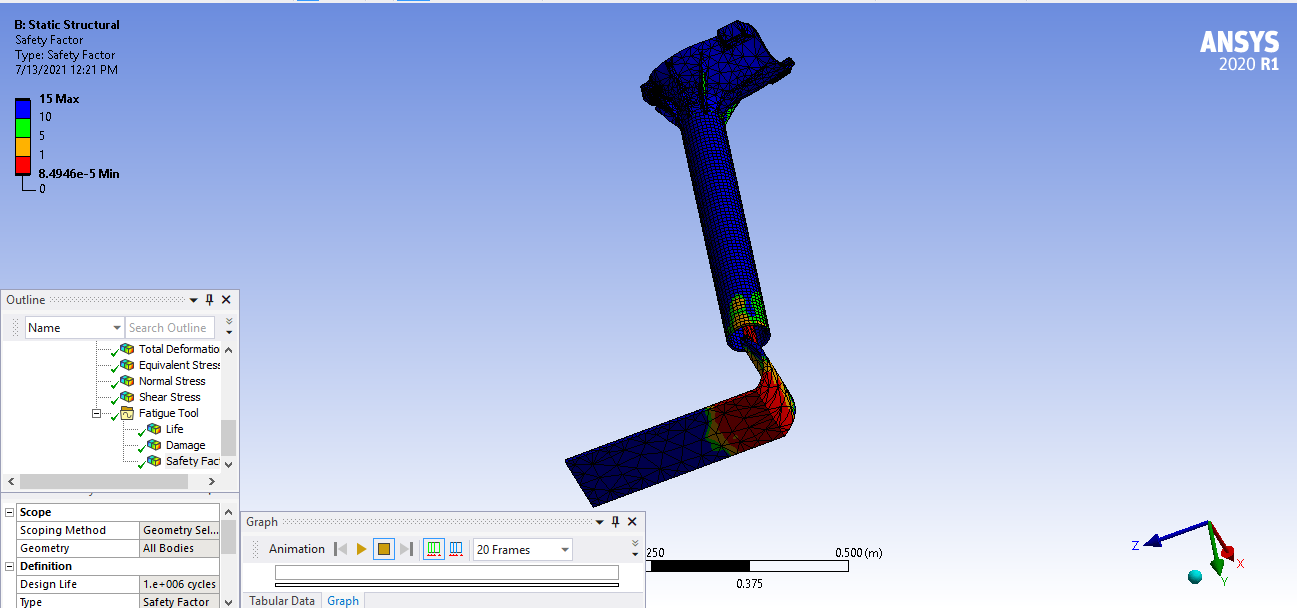 B: Static Structural
Safety Factor
Type: Safety Factor
7/13/2021 12:21 PM
15 Max
10
5
1
8.4946e-5 Min
0
ANSYS
2020 R1
Outline
Name
Search Outline
Total Deformatio
Equivalent Stress
Normal Stress
Shear Stress
Fatigue Tool
Life
Damage
Safety Fac
Scope
Scoping Method Geometry Sel...
Geometry All Bodies
Definition
Design Life 1.e+006 cycles
Type Safety Factor
Graph
Animation 20 Frames
Tabular Data Graph
250 0.500 (m)
0.375
Z
X
Y